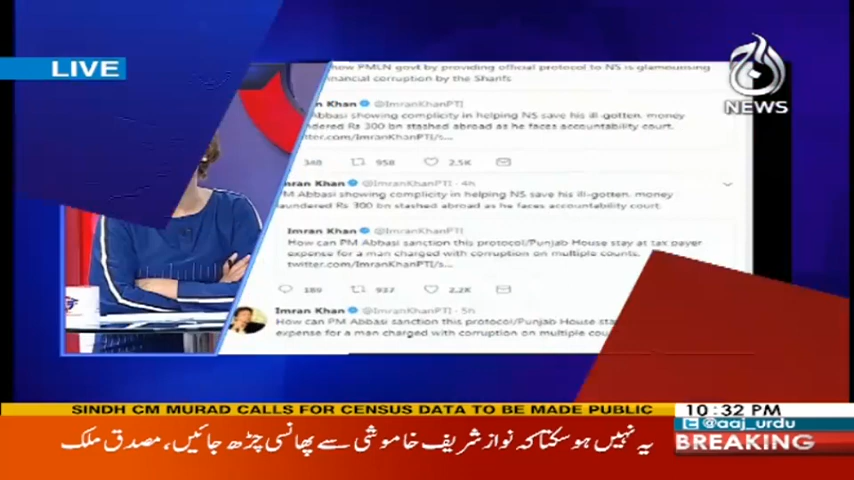 LIVE
how PMLN govt by providing official protocol to NS is glamourising
financial corruption by the Sharifs
Imran Khan @ImranKhanPTI
Abbasi showing complicity in helping NS save his ill-gotten, money
laundered Rs 300 bn stashed abroad as he faces accountability court.
twitter.com/ImranKhanPTI/s...
348 958 2.5K
Imran Khan @ImranKhanPTI · 4h
PM Abbasi showing complicity in helping NS save his ill-gotten, money
laundered Rs 300 bn stashed abroad as he faces accountability court.
Imran Khan @ImranKhanPTI
How can PM Abbasi sanction this protocol/Punjab House stay at tax payer
expense for a man charged with corruption on multiple counts.
twitter.com/ImranKhanPTI/s...
189 937 2.2K
Imran Khan @ImranKhanPTI · 5h
How can PM Abbasi sanction this protocol/Punjab House stay
expense for a man charged with corruption on multiple
آج
NEWS
SINDH CM MURAD CALLS FOR CENSUS DATA TO BE MADE PUBLIC
10:32 PM
@aaj_urdu
BREAKING
یہ نہیں ہو سکتا کہ نواز شریف خاموشی سے پھانسی چڑھ جائیں، مصدق ملک